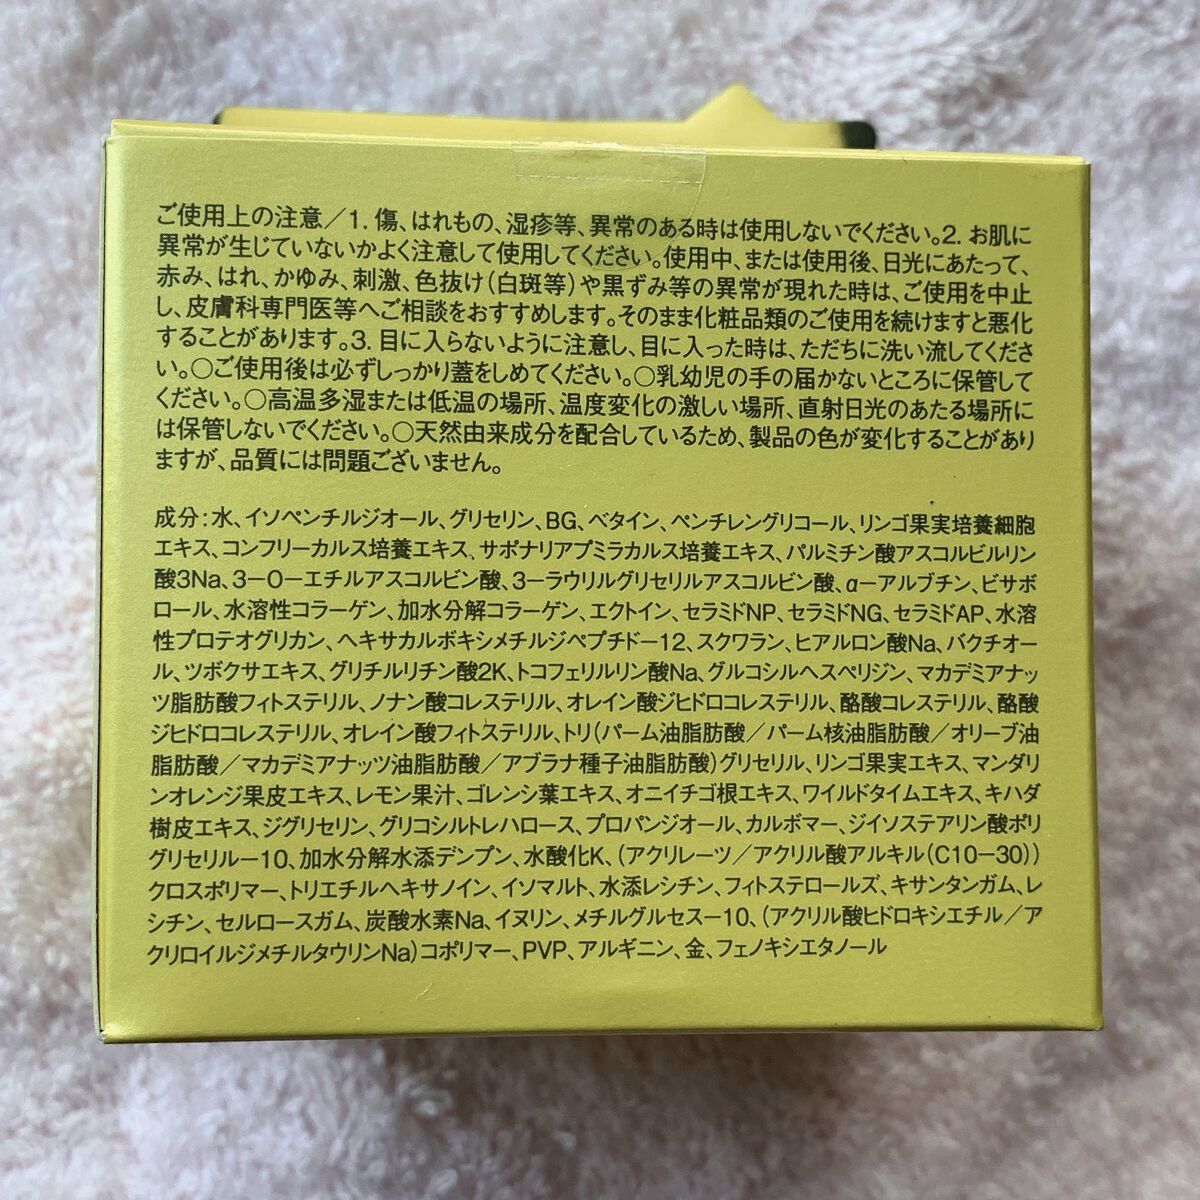 ご使用上の注意／1. 傷、はれもの、湿疹等、異常のある時は使用しないでください。2. お肌に
異常が生じていないかよく注意して使用してください。使用中、または使用後、日光にあたって、
赤み、はれ、かゆみ、刺激、色抜け（白斑等）や黒ずみ等の異常が現れた時は、ご使用を中止
し、皮膚科専門医等へご相談をおすすめします。そのまま化粧品類のご使用を続けますと悪化
することがあります。3. 目に入らないように注意し、目に入った時は、ただちに洗い流してくださ
い。○ご使用後は必ずしっかり蓋をしめてください。○乳幼児の手の届かないところに保管して
ください。○高温多湿または低温の場所、温度変化の激しい場所、直射日光のあたる場所に
は保管しないでください。○天然由来成分を配合しているため、製品の色が変化することがあり
ますが、品質には問題ございません。
成分：水、イソペンチルジオール、グリセリン、BG、ベタイン、ペンチレングリコール、リンゴ果実培養細胞
エキス、コンフリーカルス培養エキス、サポナリアプミラカルス培養エキス、パルミチン酸アスコルビルリン
酸3Na、3－O－エチルアスコルビン酸、3－ラウリルグリセリルアスコルビン酸、α－アルブチン、ビサボ
ロール、水溶性コラーゲン、加水分解コラーゲン、エクトイン、セラミドNP、セラミドNG、セラミドAP、水溶
性プロテオグリカン、ヘキサカルボキシメチルジペプチド－12、スクワラン、ヒアルロン酸Na、バクチオー
ル、ツボクサエキス、グリチルリチン酸2K、トコフェリルリン酸Na、グルコシルヘスペリジン、マカデミアナッ
ツ脂肪酸フィトステリル、ノナン酸コレステリル、オレイン酸ジヒドロコレステリル、酪酸コレステリル、酪酸
ジヒドロコレステリル、オレイン酸フィトステリル、トリ（パーム油脂肪酸／パーム核油脂肪酸／オリーブ油
脂肪酸／マカデミアナッツ油脂肪酸／アブラナ種子油脂肪酸）グリセリル、リンゴ果実エキス、マンダリ
ンオレンジ果皮エキス、レモン果汁、ゴレンシ葉エキス、オニイチゴ根エキス、ワイルドタイムエキス、キハダ
樹皮エキス、ジグリセリン、グリコシルトレハロース、プロパンジオール、カルボマー、ジイソステアリン酸ポリ
グリセリル－10、加水分解水添デンプン、水酸化K、（アクリレーツ／アクリル酸アルキル（C10－30））
クロスポリマー、トリエチルヘキサノイン、イソマルト、水添レシチン、フィトステロールズ、キサンタンガム、レ
シチン、セルロースガム、炭酸水素Na、イヌリン、メチルグルセス－10、（アクリル酸ヒドロキシエチル／ア
クリロイルジメチルタウリンNa）コポリマー、PVP、アルギニン、金、フェノキシエタノール